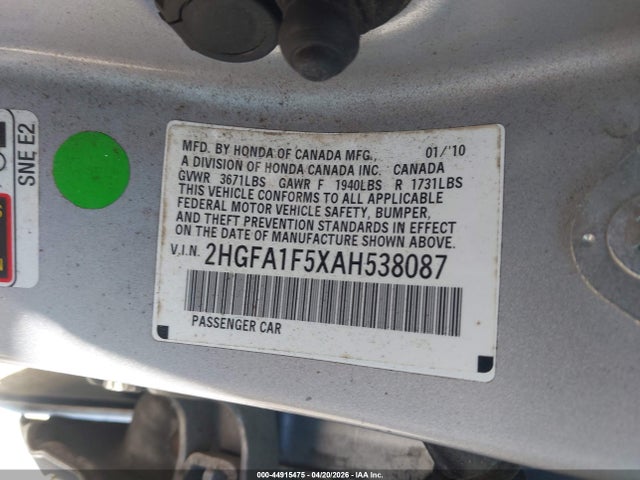 SNE E2
MFD. BY HONDA OF CANADA MFG., 01/'10
A DIVISION OF HONDA CANADA INC. CANADA
GVWR 3671LBS GAWR F 1940LBS R 1731LBS
THIS VEHICLE CONFORMS TO ALL APPLICABLE
FEDERAL MOTOR VEHICLE SAFETY, BUMPER,
AND THEFT PREVENTION STANDARDS IN EFFECT
ON THE DATE OF MANUFACTURE SHOWN ABOVE.
V.I.N. 2HGFA1F5XAH538087
PASSENGER CAR
000-44915475 - 04/20/2026 - IAA Inc.